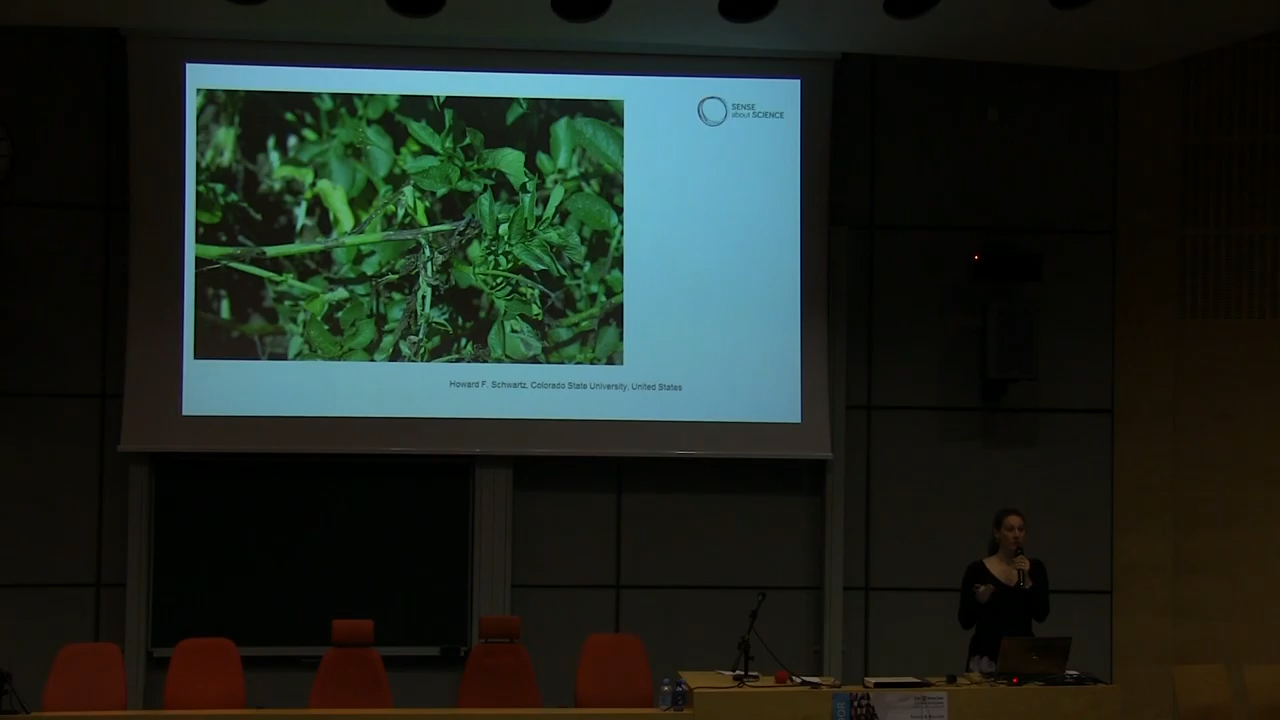 SENSE
about SCIENCE
Howard F. Schwartz, Colorado State University, United States